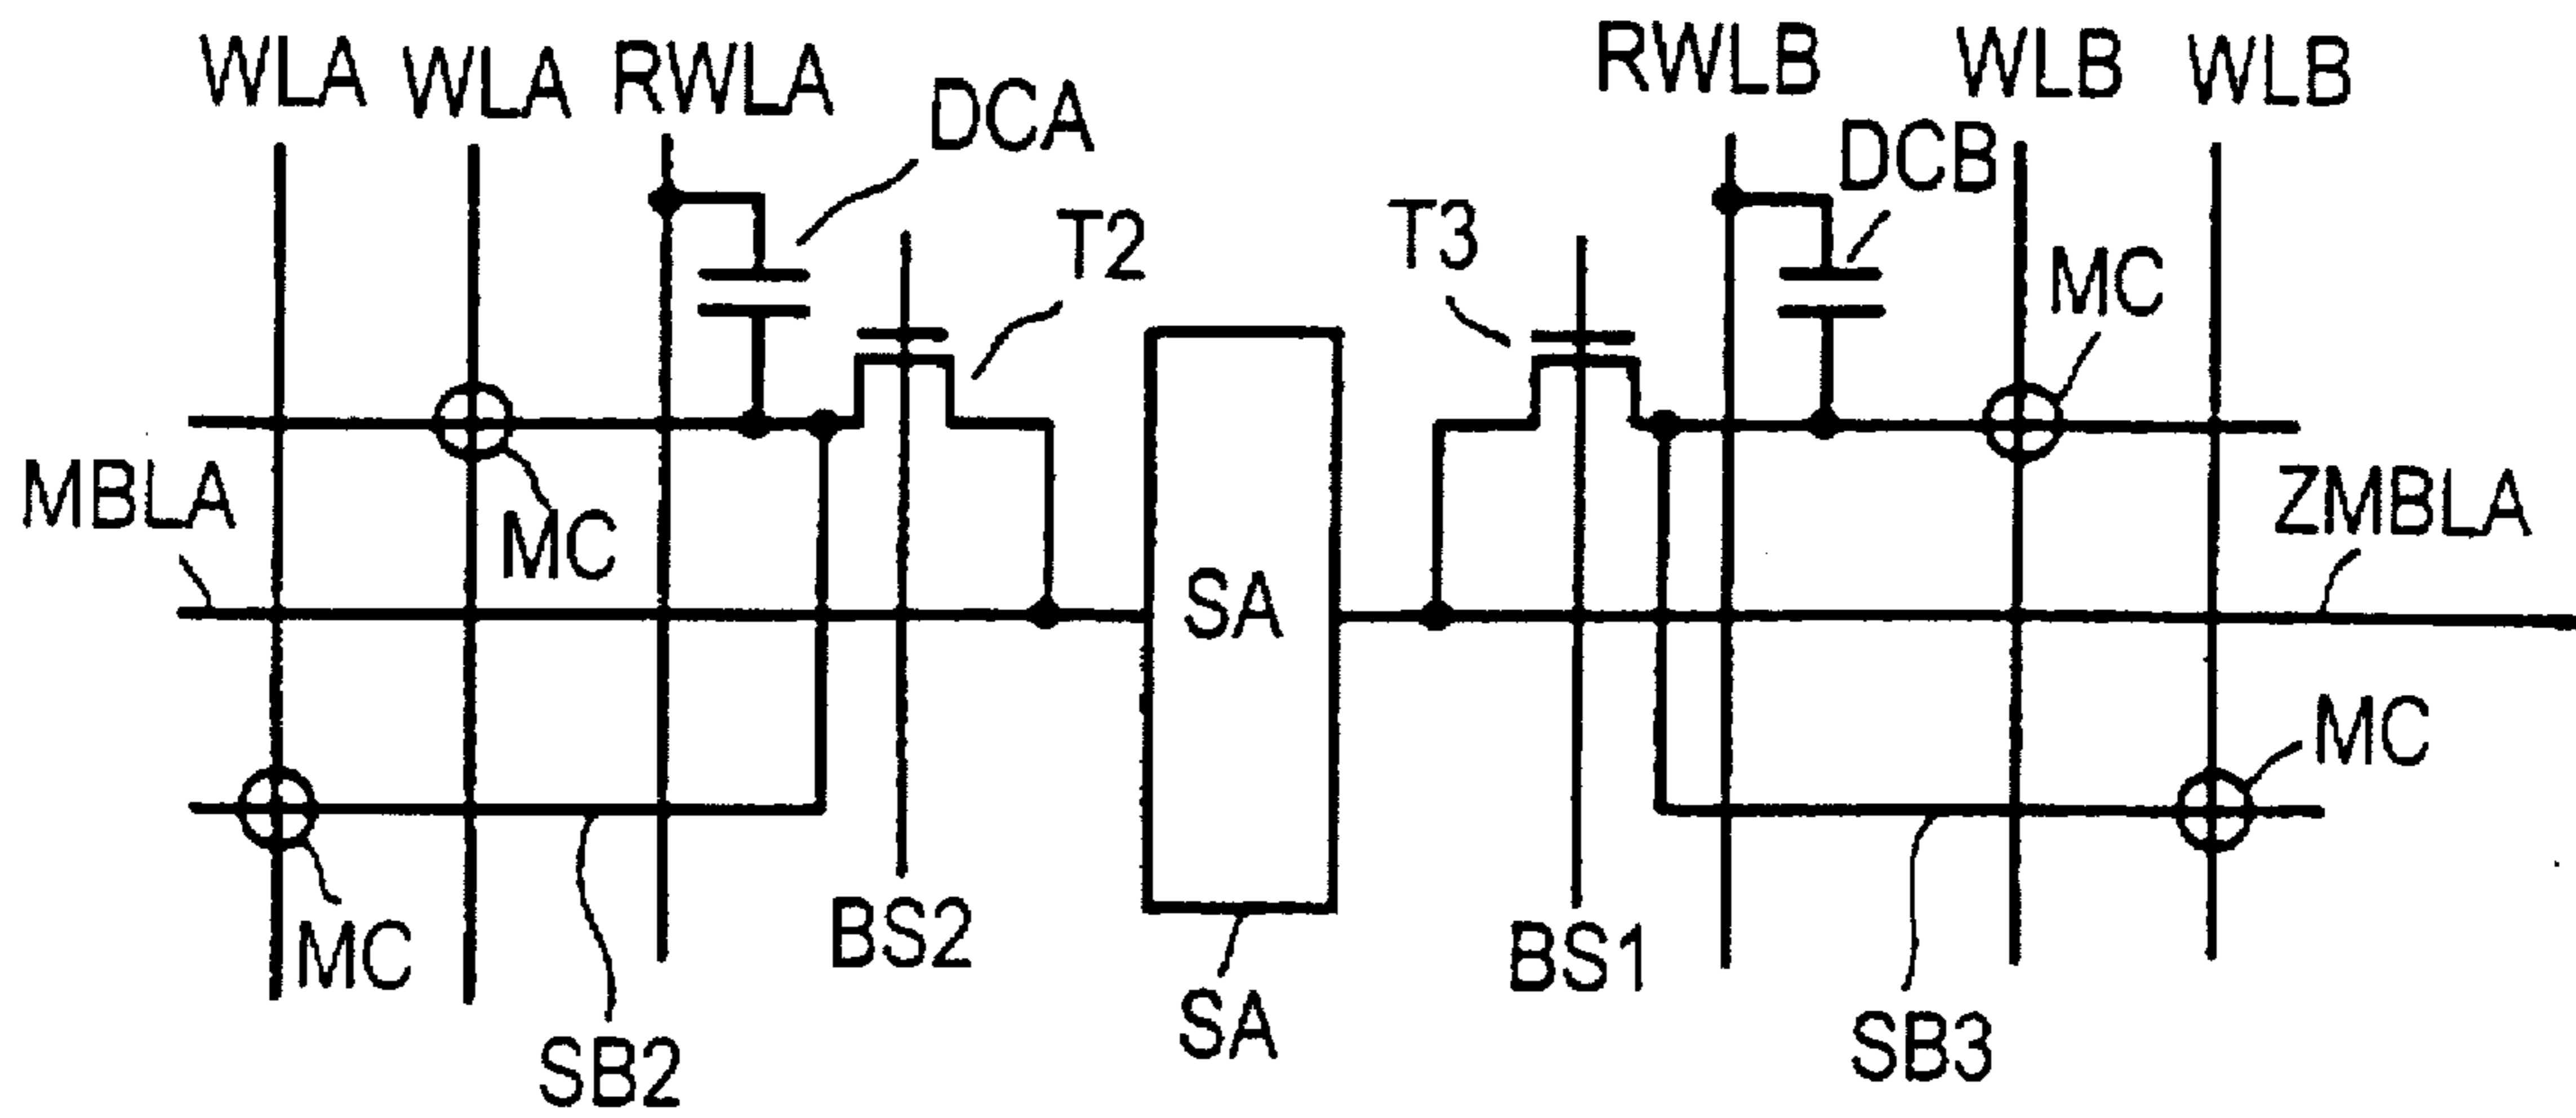 WLA WLA RWLA DCA RWLB WLB WLB
DCB
T2 T3 MC
MBLA MC SA ZMBLA
MC
MC BS2 BS1
SB2 SA SB3